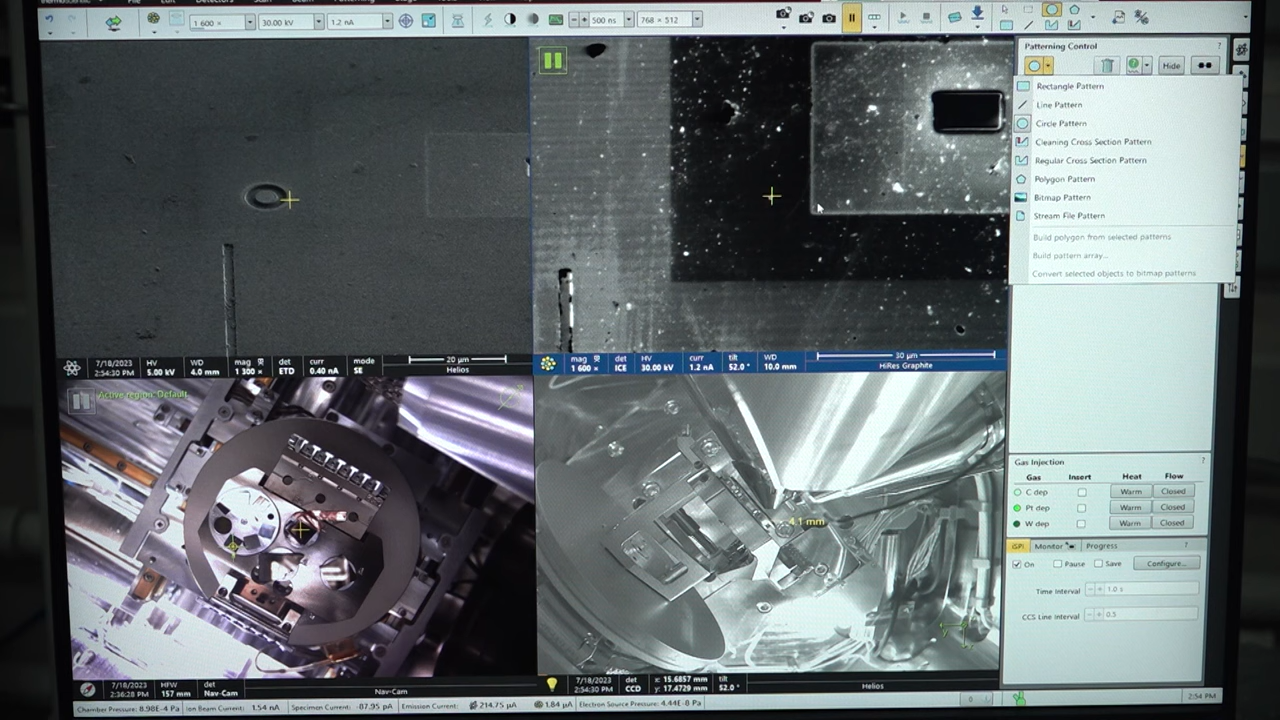 1 600 x
30.00 kV
1.2 nA
500 ns
768 × 512
Patterning Control
?
Hide
Rectangle Pattern
Line Pattern
Circle Pattern
Cleaning Cross Section Pattern
Regular Cross Section Pattern
Polygon Pattern
Bitmap Pattern
Stream File Pattern
Build polygon from selected patterns
Build pattern array...
Convert selected objects to bitmap patterns
7/18/2023 HV WD mag det curr mode 20 µm
2:54:30 PM 5.00 kV 4.0 mm 1 300 x ETD 0.40 nA SE Helios
mag det HV curr tilt WD 30 µm
1 600 x ICE 30.00 kV 1.2 nA 52.0 ° 10.0 mm HiRes Graphite
Active region: Default
4.1 mm
Gas Injection ?
Gas Insert Heat Flow
C dep Warm Closed
Pt dep Warm Closed
W dep Warm Closed
iSPI Monitor Progress ?
On Pause Save Configure...
Time Interval 1.0 s
CCS Line Interval 0.5
7/18/2023 HFW det
2:36:28 PM 157 mm Nav-Cam Nav-Cam
7/18/2023 det x: 15.6857 mm tilt
2:54:30 PM CCD y: 17.4729 mm 52.0 ° Helios
Chamber Pressure: 8.98E-4 Pa Ion Beam Current: 1.54 nA Specimen Current: -87.95 pA Emission Current: 214.75 µA 1.84 µA Electron Source Pressure: 4.44E-8 Pa
0
2:54 PM